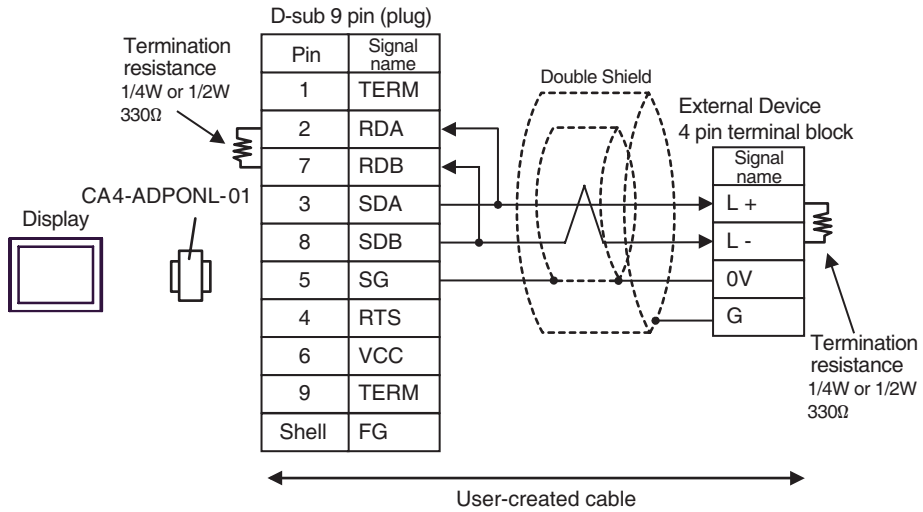 D-sub 9 pin (plug)
Termination
resistance
1/4W or 1/2W
330Ω
Pin
Signal
name
1
TERM
2
RDA
7
RDB
3
SDA
8
SDB
5
SG
4
RTS
6
VCC
9
TERM
Shell
FG
CA4-ADPONL-01
Display
Double Shield
External Device
4 pin terminal block
Signal
name
L +
L -
0V
G
Termination
resistance
1/4W or 1/2W
330Ω
User-created cable